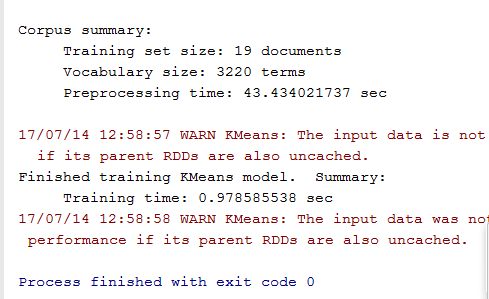 Corpus summary:
Training set size: 19 documents
Vocabulary size: 3220 terms
Preprocessing time: 43.434021737 sec
17/07/14 12:58:57 WARN KMeans: The input data is not
if its parent RDDs are also uncached.
Finished training KMeans model.  Summary:
Training time: 0.978585538 sec
17/07/14 12:58:58 WARN KMeans: The input data was not
performance if its parent RDDs are also uncached.
Process finished with exit code 0